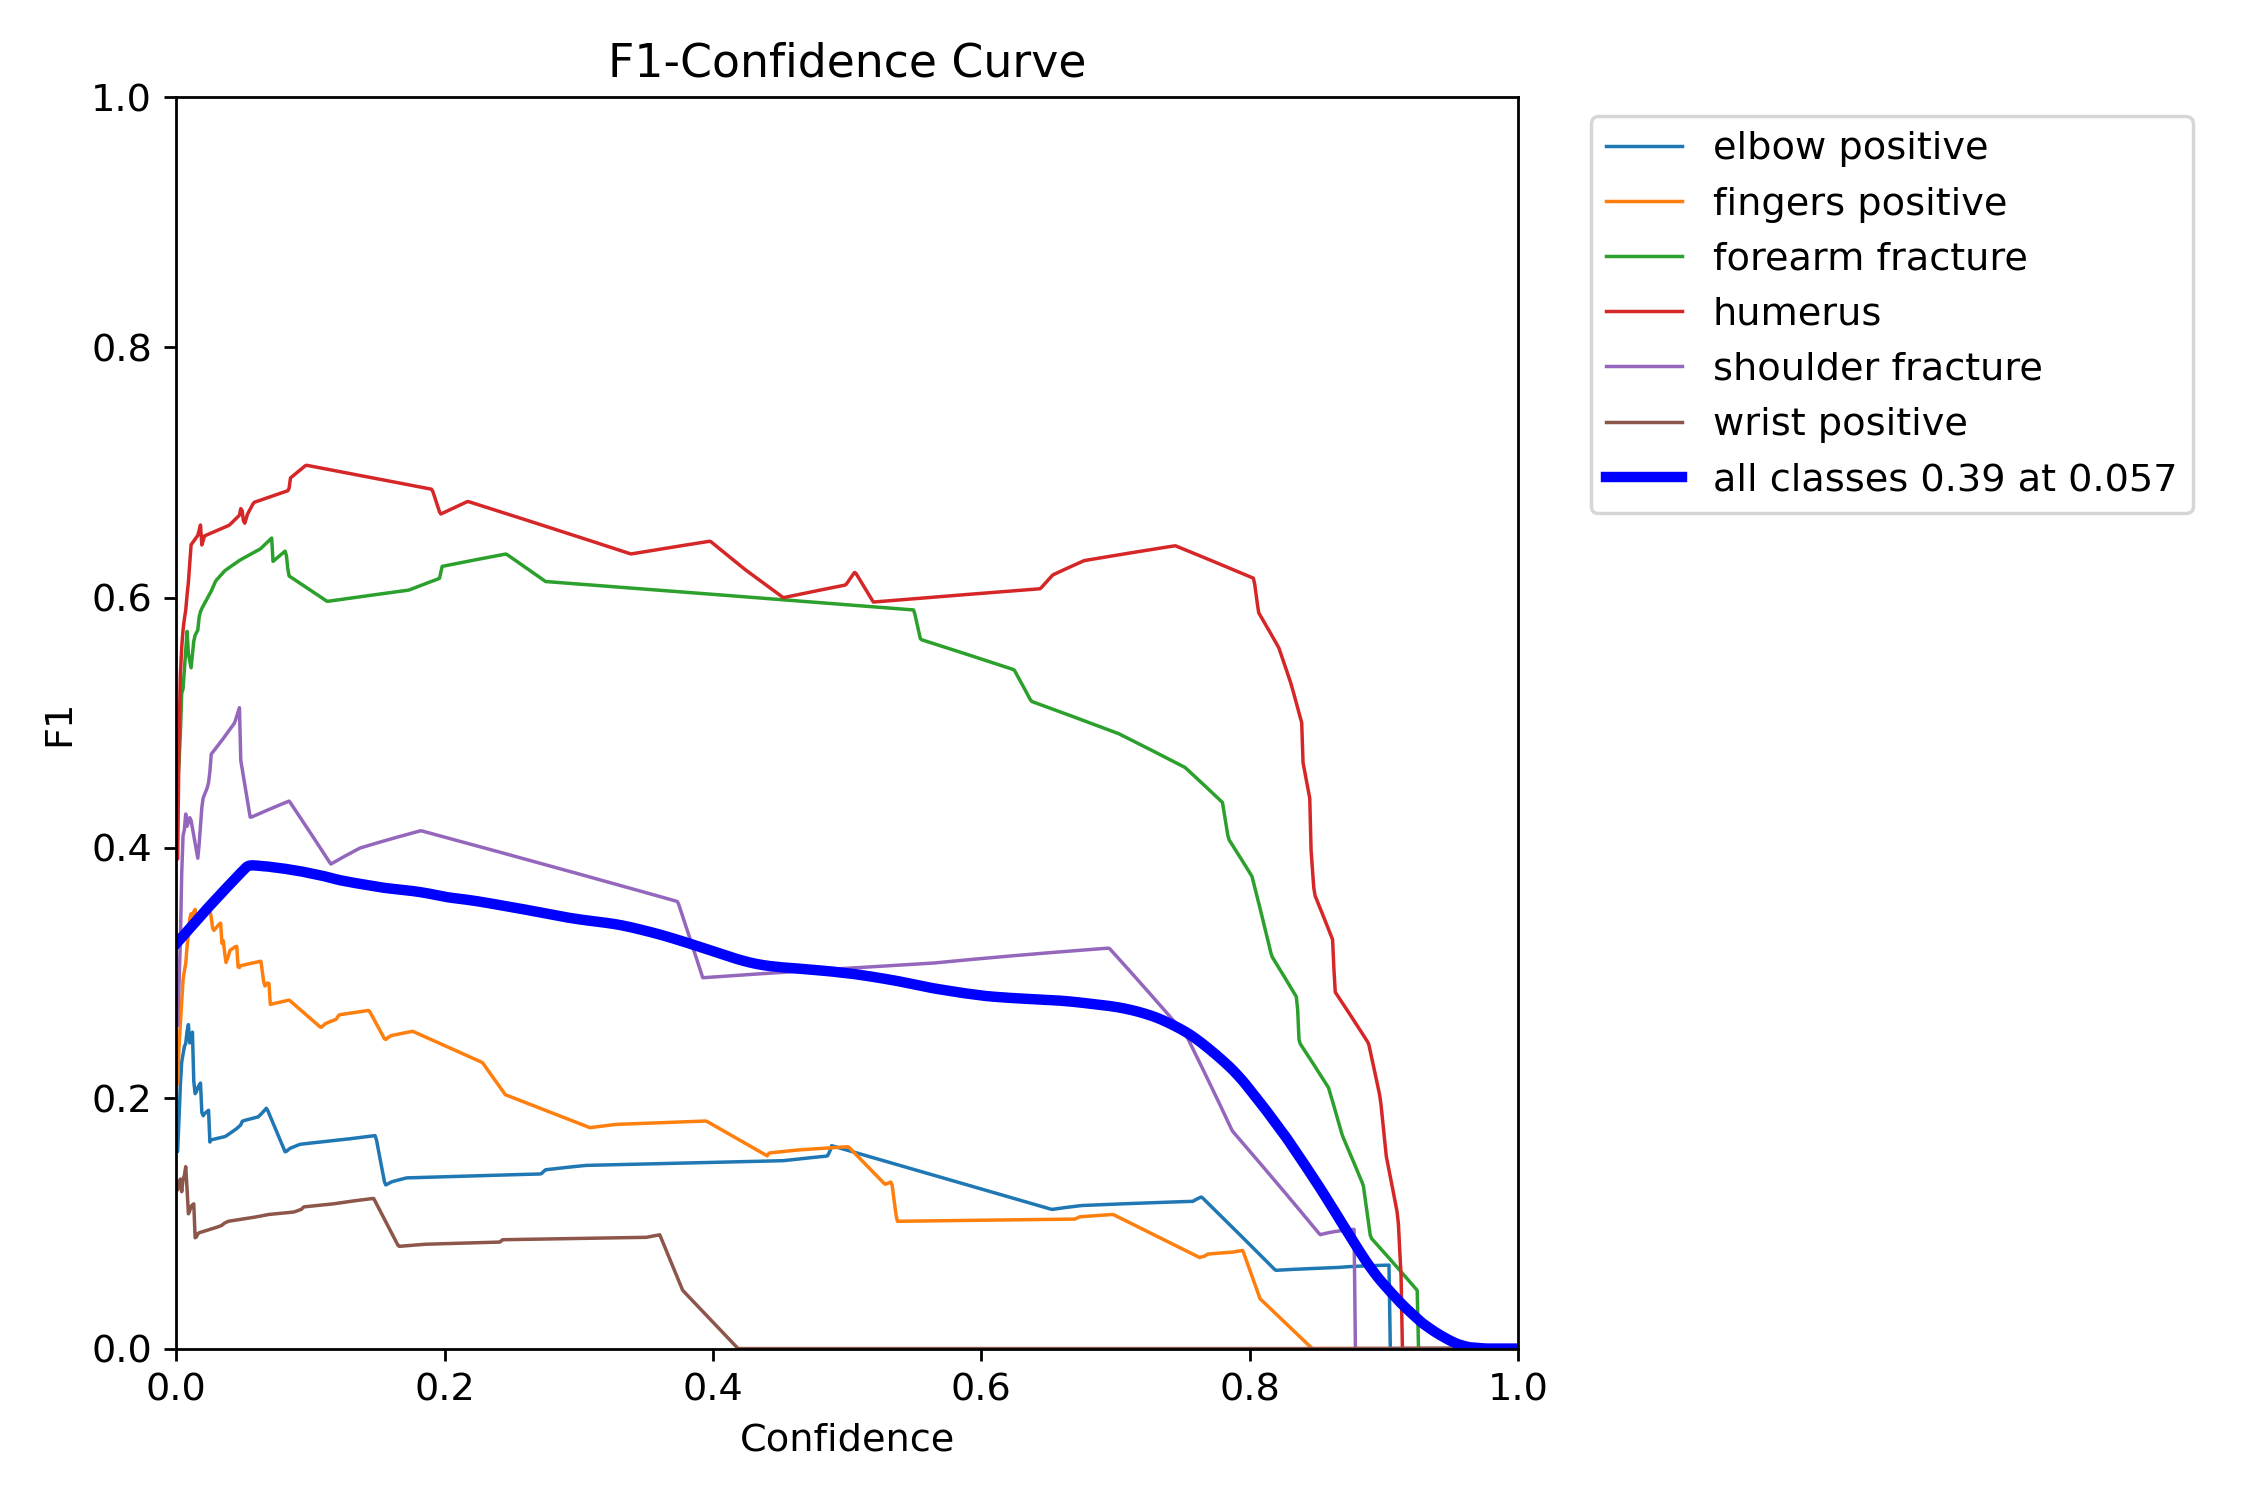 F1-Confidence Curve
1.0
0.8
0.6
0.4
0.2
0.0
F1
0.0 0.2 0.4 0.6 0.8 1.0
Confidence
elbow positive
fingers positive
forearm fracture
humerus
shoulder fracture
wrist positive
all classes 0.39 at 0.057